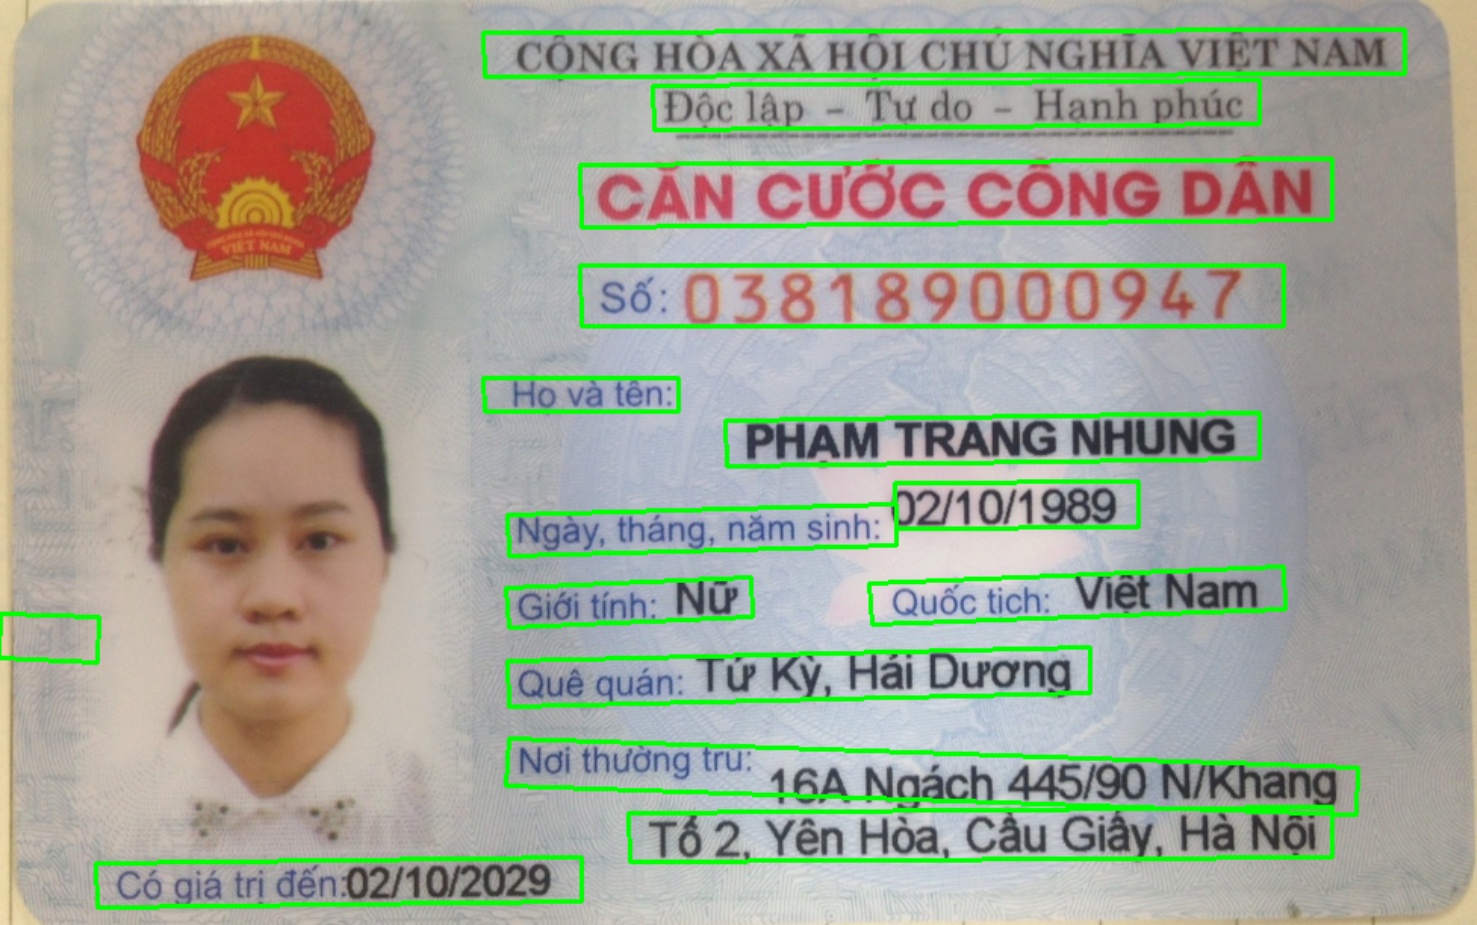 CỘNG HÒA XÃ HỘI CHỦ NGHĨA VIỆT NAM
Độc lập - Tự do - Hạnh phúc
CĂN CƯỚC CÔNG DÂN
Số: 038189000947
Họ và tên:
PHẠM TRANG NHUNG
Ngày, tháng, năm sinh: 02/10/1989
Giới tính: Nữ Quốc tịch: Việt Nam
Quê quán: Tứ Kỳ, Hải Dương
Nơi thường trú: 16A Ngách 445/90 N/Khang
Tổ 2, Yên Hòa, Cầu Giấy, Hà Nội
Có giá trị đến: 02/10/2029
VIỆT NAM